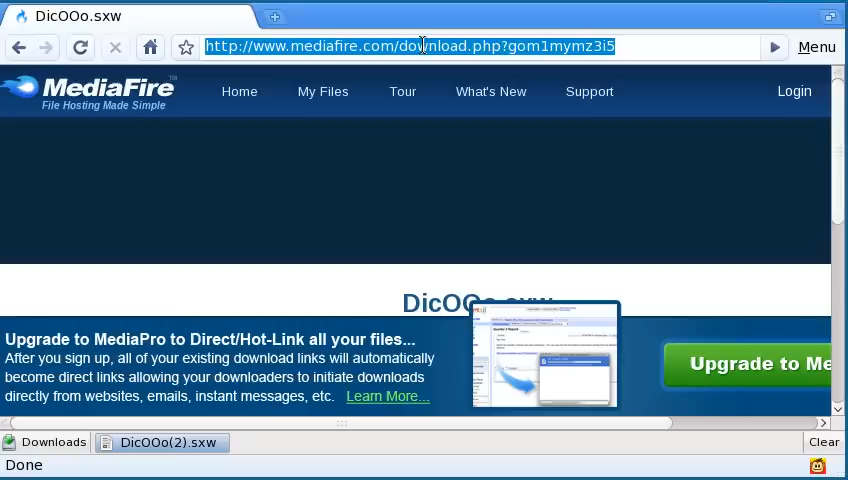 DicOOo.sxw
http://www.mediafire.com/download.php?gom1mymz3i5
Menu
MediaFire™
File Hosting Made Simple
Home My Files Tour What's New Support Login
DicOOo.sxw
Upgrade to MediaPro to Direct/Hot-Link all your files...
After you sign up, all of your existing download links will automatically
become direct links allowing your downloaders to initiate downloads
directly from websites, emails, instant messages, etc. Learn More...
Upgrade to Me
Downloads DicOOo(2).sxw Clear
Done